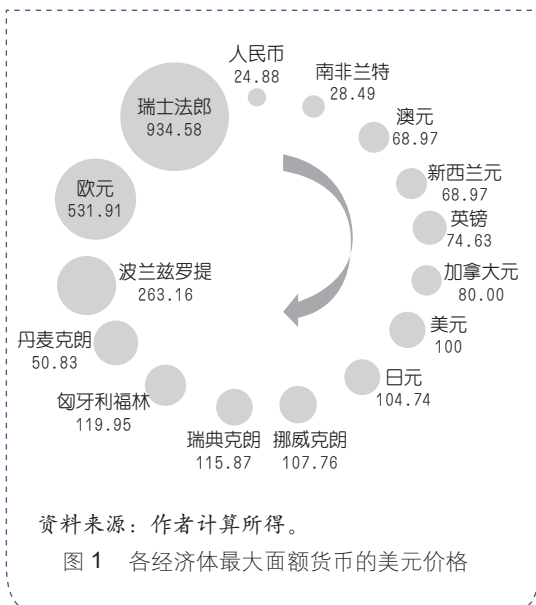 人民币
24.88
南非兰特
28.49
澳元
68.97
新西兰元
68.97
英镑
74.63
加拿大元
80.00
美元
100
日元
104.74
挪威克朗
107.76
瑞典克朗
115.87
匈牙利福林
119.95
丹麦克朗
50.83
波兰兹罗提
263.16
欧元
531.91
瑞士法郎
934.58
资料来源：作者计算所得。
图 1 各经济体最大面额货币的美元价格